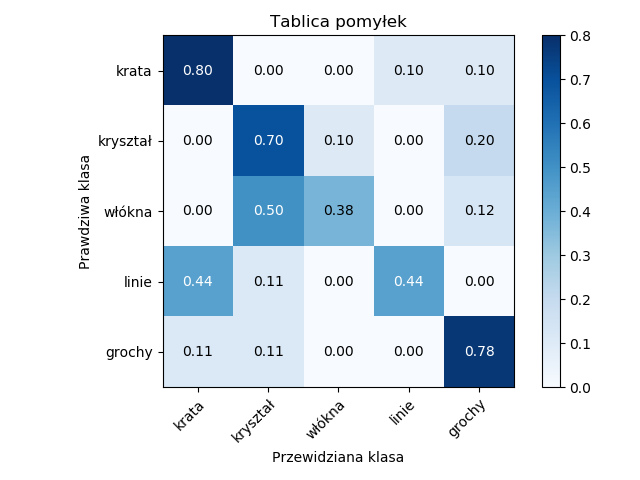 Tablica pomyłek
Prawdziwa klasa
krata 0.80 0.00 0.00 0.10 0.10
kryształ 0.00 0.70 0.10 0.00 0.20
włókna 0.00 0.50 0.38 0.00 0.12
linie 0.44 0.11 0.00 0.44 0.00
grochy 0.11 0.11 0.00 0.00 0.78
krata kryształ włókna linie grochy
Przewidziana klasa
0.8
0.7
0.6
0.5
0.4
0.3
0.2
0.1
0.0